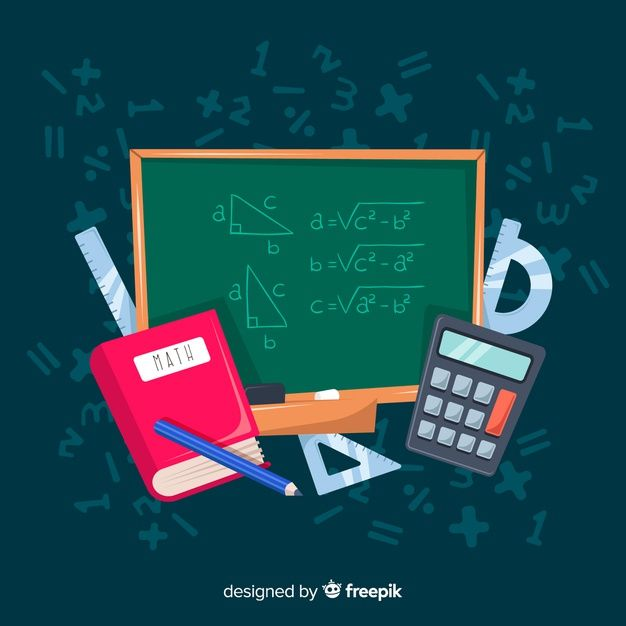 a c
b
a=√c²-b²
b=√c²-a²
c=√a²-b²
a c
b
MATH
designed by freepik